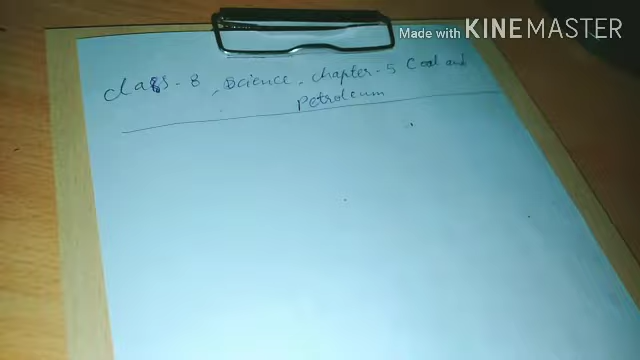 Made with KINEMASTER
Class - 8, Science, Chapter - 5 Coal and
Petroleum